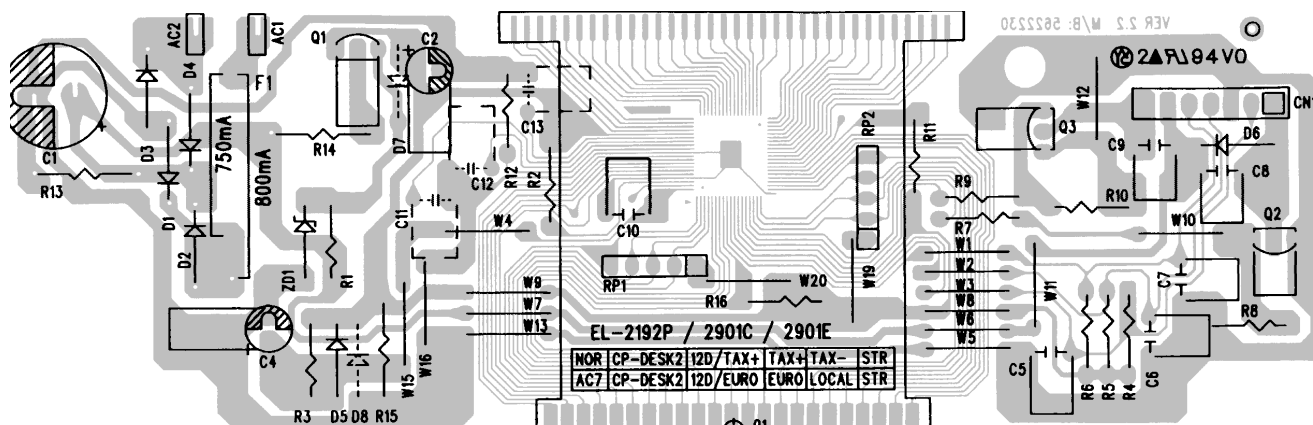 AC2
AC1
Q1
C2
VER 2.2 M/B: 5622230
94V0
D4
F1
W12
CN1
C1
750mA
800mA
R14
D7
C13
RP2
R11
Q3
C9
D6
D3
R13
D1
C12
R12
R2
R9
R10
C8
D2
ZD1
R1
C11
W4
C10
R7
W10
Q2
W1
W2
W3
W8
W6
W5
W19
W11
C7
RP1
W20
R16
W9
W7
W13
R8
EL-2192P / 2901C / 2901E
NOR CP-DESK2 12D/TAX+ TAX+ TAX- STR
AC7 CP-DESK2 12D/EURO EURO LOCAL STR
C4
R3
D5
D8
R15
W15
W16
C5
R6
R5
R4
C6
Q1